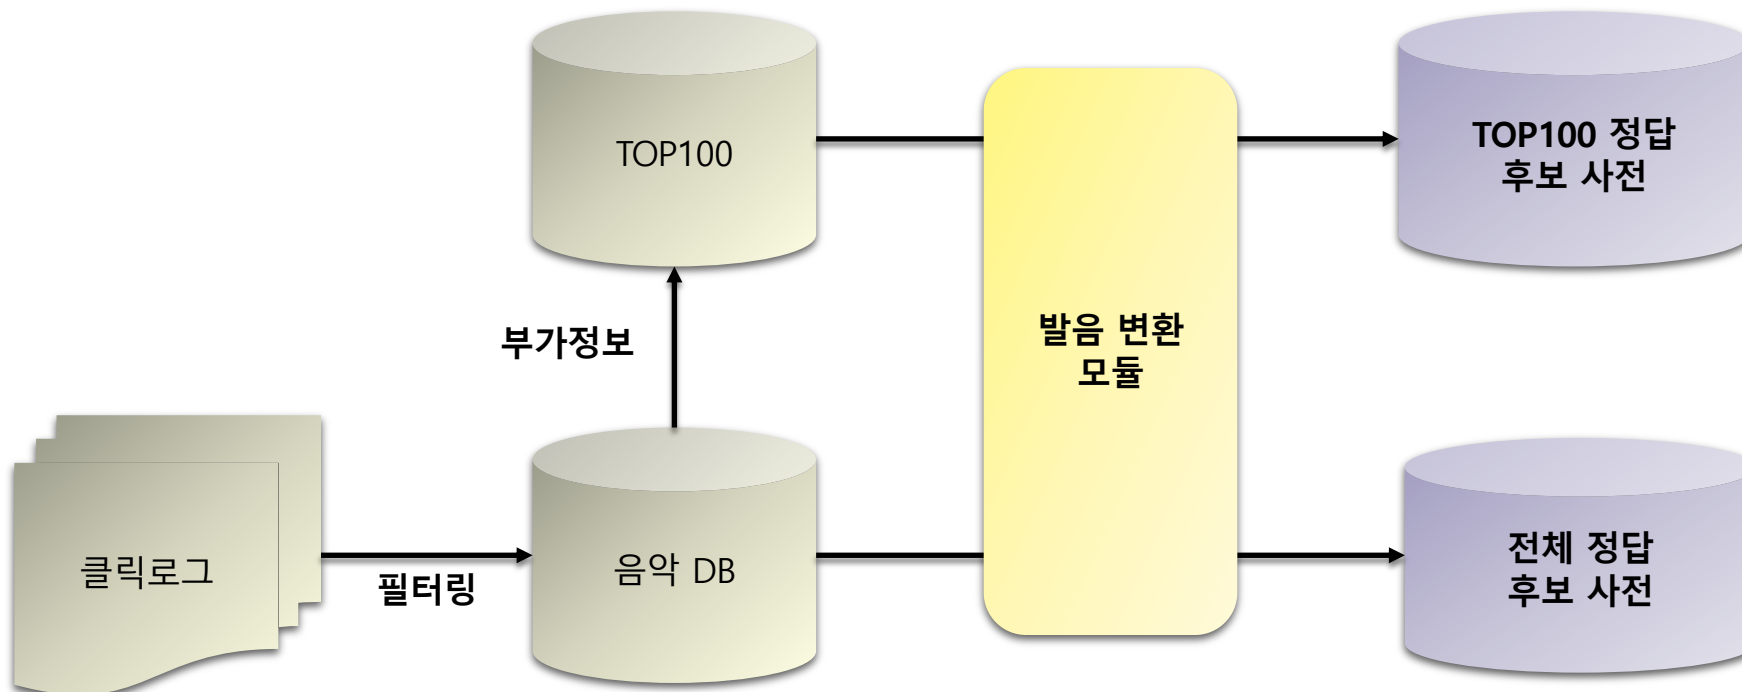 TOP100
TOP100 정답
후보 사전
부가정보
발음 변환
모듈
클릭로그
필터링
음악 DB
전체 정답
후보 사전